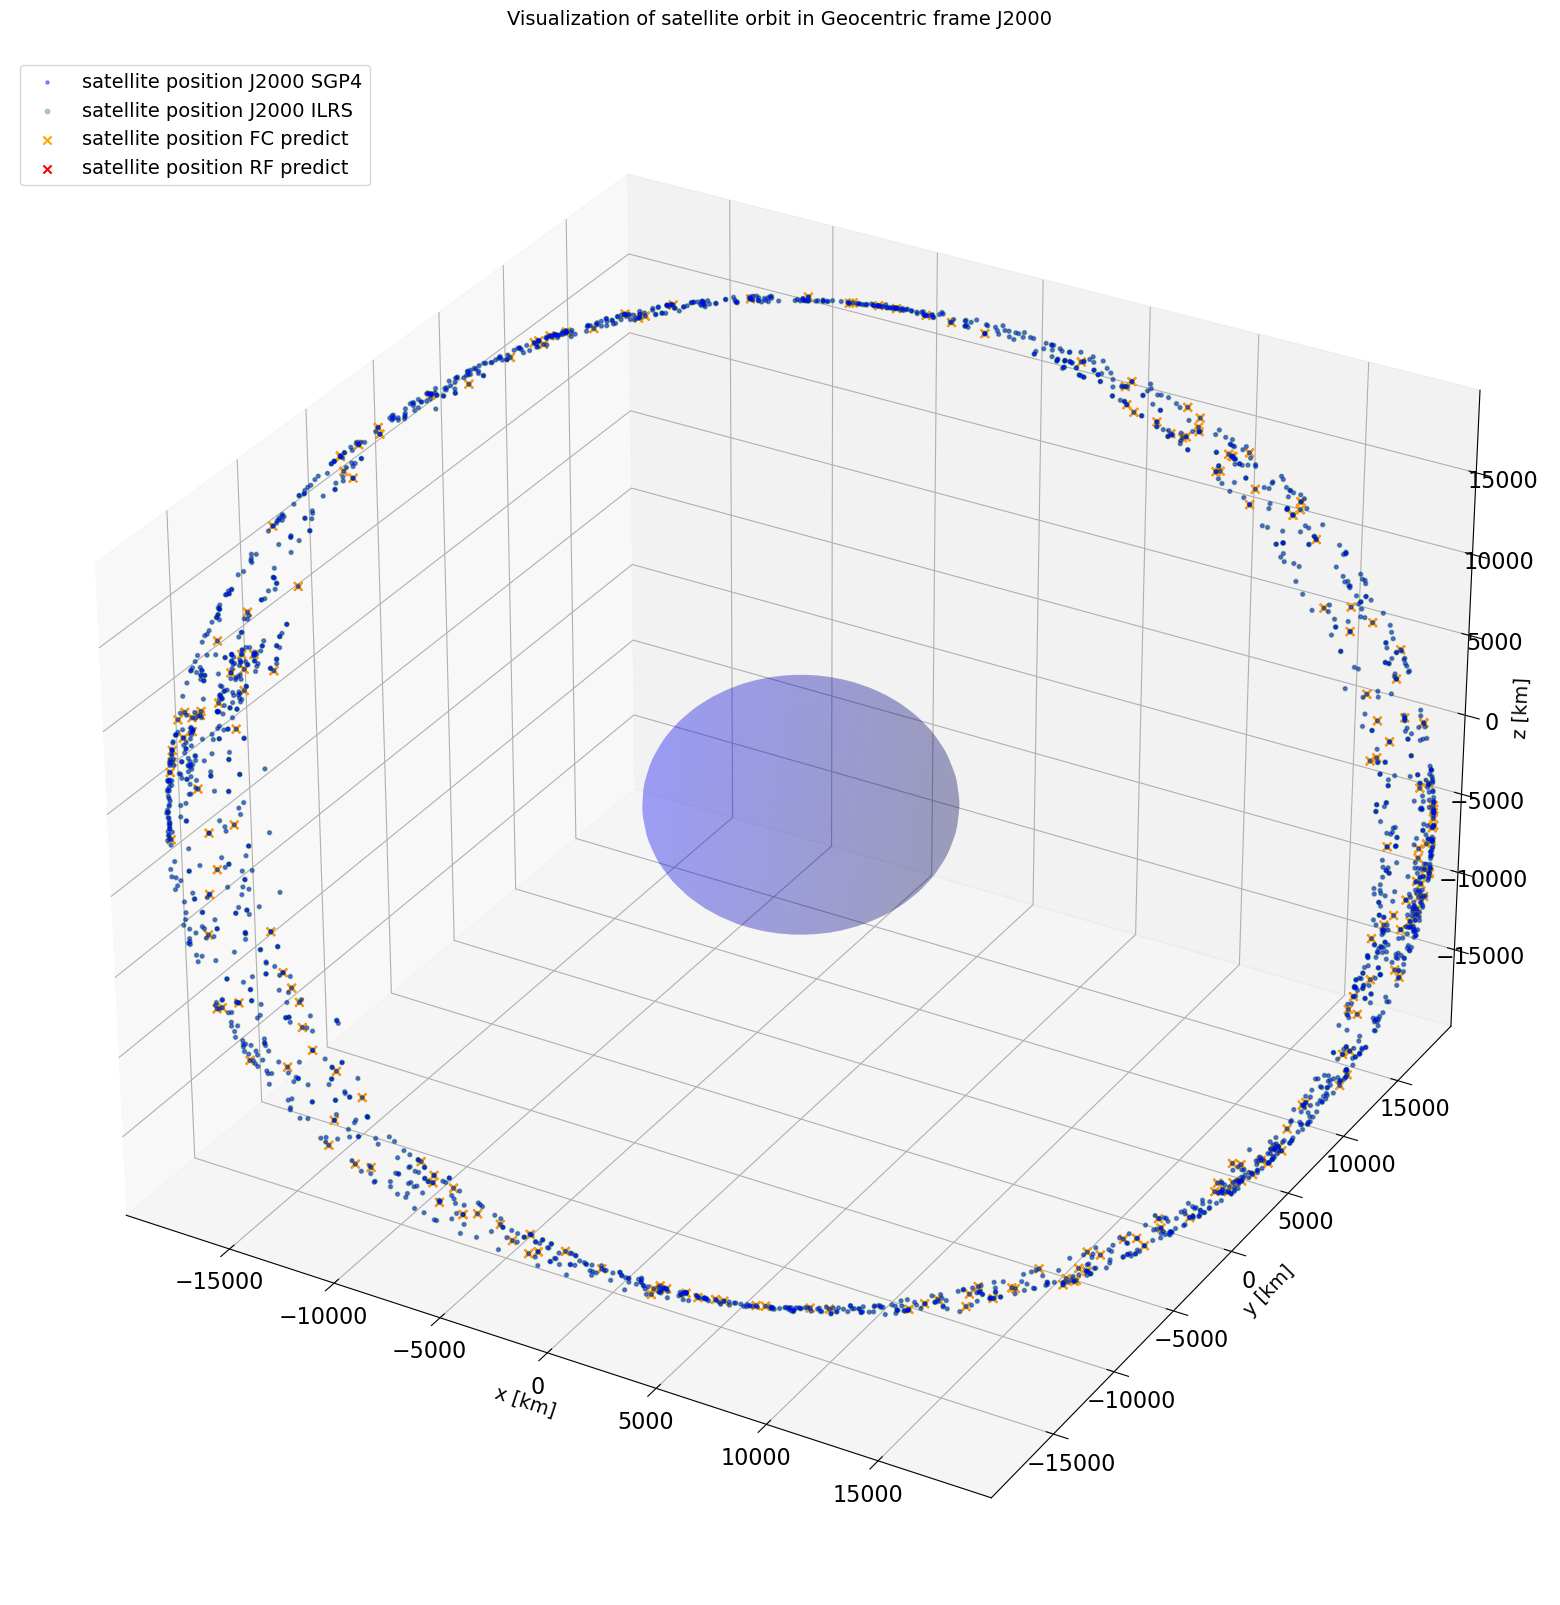 Visualization of satellite orbit in Geocentric frame J2000
satellite position J2000 SGP4
satellite position J2000 ILRS
satellite position FC predict
satellite position RF predict
15000
10000
5000
0
−5000
−10000
−15000
z [km]
15000
10000
5000
0
−5000
−10000
−15000
y [km]
−15000
−10000
−5000
0
5000
10000
15000
x [km]